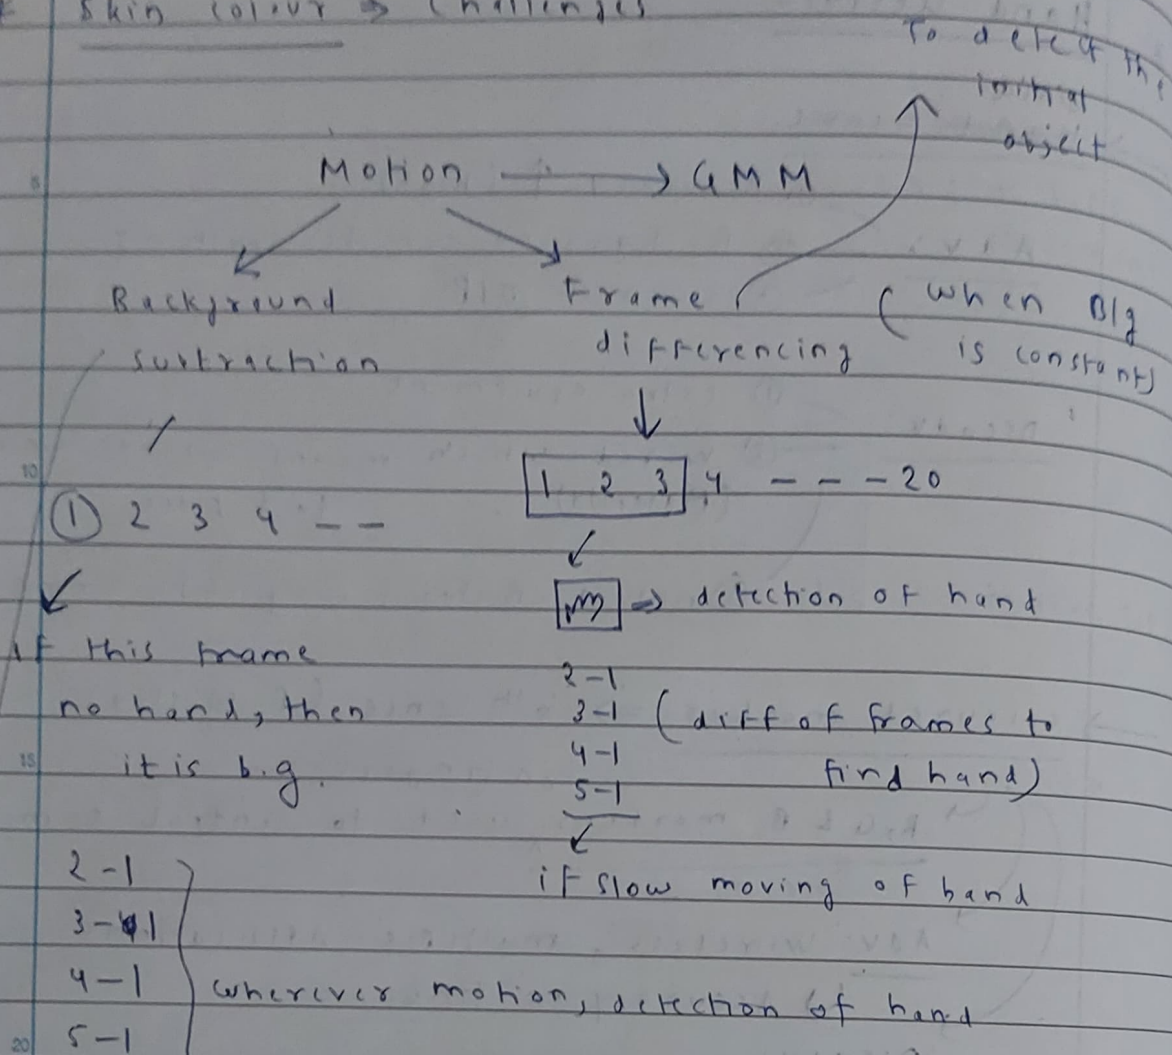 Skin colour ⇒ Challenges
To detect the
initial
object
Motion → GMM
Background
subtraction
Frame
differencing
(when B/g
is constant)
1 2 3 4 - - - 20
① 2 3 4 - -
⇒ detection of hand
If this frame
no hand, then
it is b.g.
2-1
3-1
4-1
5-1
(diff of frames to
find hand)
if slow moving of hand
2-1
3-1
4-1
5-1
wherever motion, detection of hand